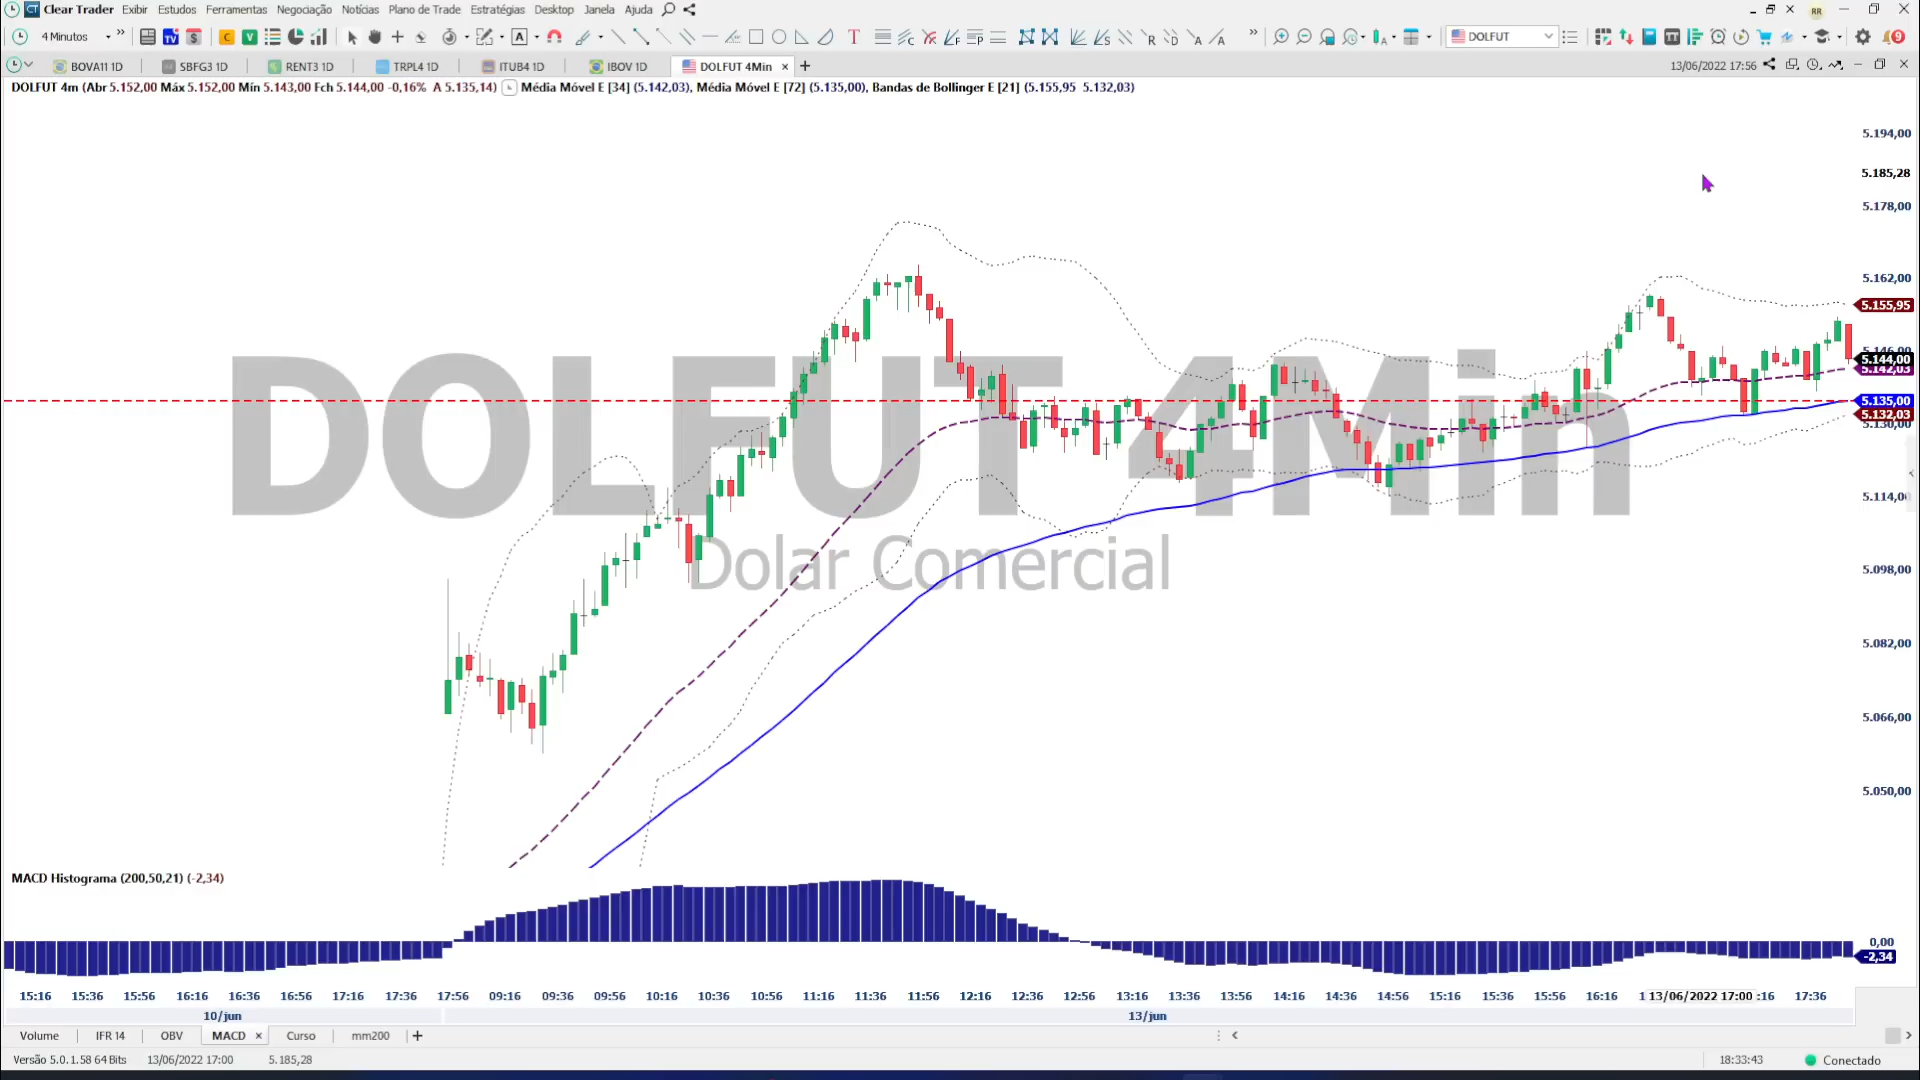 Clear Trader Exibir Estudos Ferramentas Negociação Notícias Plano de Trade Estratégias Desktop Janela Ajuda RR
4 Minutos DOLFUT 9
BOVA11 1D SBFG3 1D RENT3 1D TRPL4 1D ITUB4 1D IBOV 1D DOLFUT 4Min 13/06/2022 17:56
DOLFUT 4m (Abr 5.152,00 Máx 5.152,00 Mín 5.143,00 Fch 5.144,00 -0,16% A 5.135,14) Média Móvel E [34] (5.142,03), Média Móvel E [72] (5.135,00), Bandas de Bollinger E [21] (5.155,95 5.132,03)
5.194,00
5.185,28
5.178,00
5.162,00
5.155,95
5.144,00
5.142,03
5.135,00
5.132,03
5.130,00
DOLFUT 4Min
5.114,00
Dolar Comercial
5.098,00
5.082,00
5.066,00
5.050,00
MACD Histograma (200,50,21) (-2,34)
0,00
-2,34
15:16 15:36 15:56 16:16 16:36 16:56 17:16 17:36 17:56 09:16 09:36 09:56 10:16 10:36 10:56 11:16 11:36 11:56 12:16 12:36 12:56 13:16 13:36 13:56 14:16 14:36 14:56 15:16 15:36 15:56 16:16 13/06/2022 17:00 :16 17:36
10/jun 13/jun
Volume IFR 14 OBV MACD Curso mm200
Versão 5.0.1.58 64 Bits 13/06/2022 17:00 5.185,28 18:33:43 Conectado